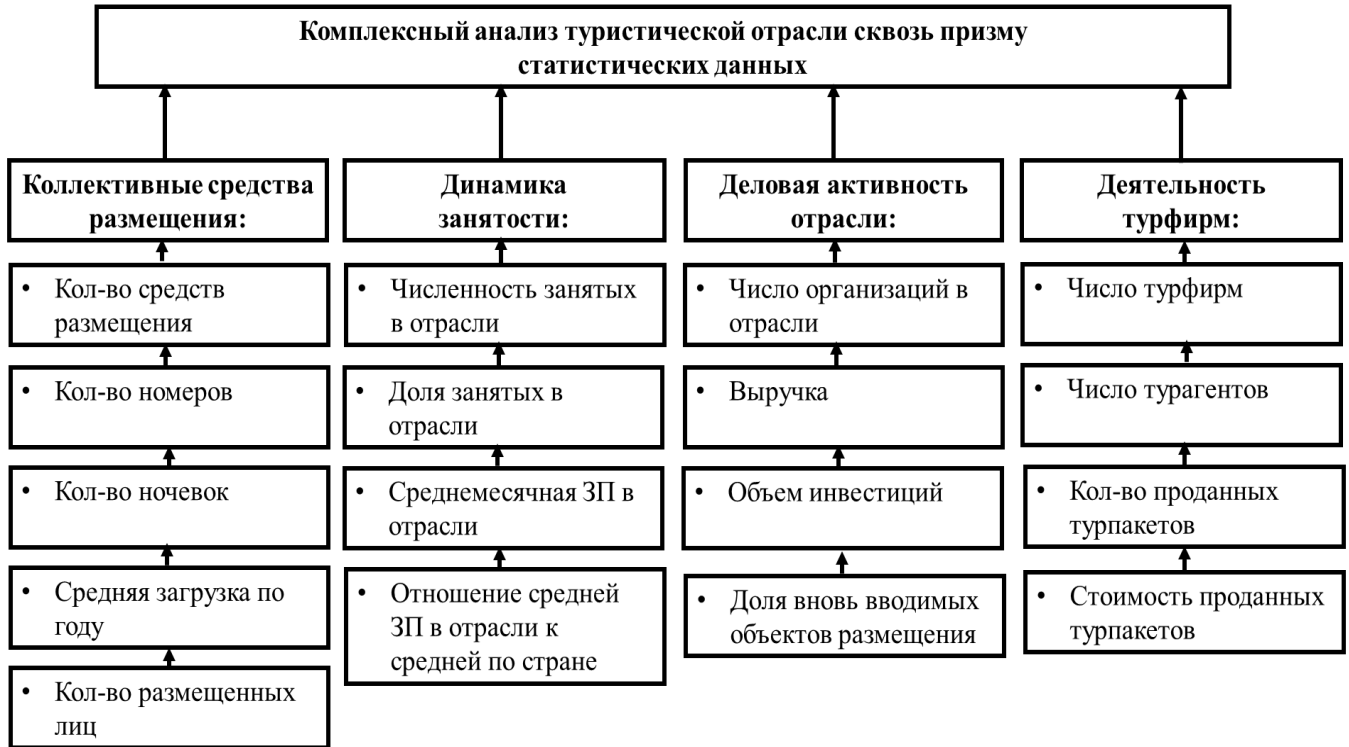 Комплексный анализ туристической отрасли сквозь призму
статистических данных
Коллективные средства
размещения:
• Кол-во средств
размещения
• Кол-во номеров
• Кол-во ночевок
• Средняя загрузка по
году
• Кол-во размещенных
лиц
Динамика
занятости:
• Численность занятых
в отрасли
• Доля занятых в
отрасли
• Среднемесячная ЗП в
отрасли
• Отношение средней
ЗП в отрасли к
средней по стране
Деловая активность
отрасли:
• Число организаций в
отрасли
• Выручка
• Объем инвестиций
• Доля вновь вводимых
объектов размещения
Деятельность
турфирм:
• Число турфирм
• Число турагентов
• Кол-во проданных
турпакетов
• Стоимость проданных
турпакетов